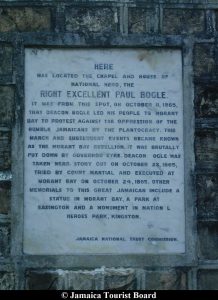 HERE
WAS LOCATED THE CHAPEL AND HOUSE OF
NATIONAL HERO, THE
RIGHT EXCELLENT PAUL BOGLE
IT WAS FROM THIS SPOT, ON OCTOBER 11, 1865,
THAT DEACON BOGLE LED HIS PEOPLE TO MORANT
BAY TO PROTEST AGAINST THE OPPRESSION OF THE
HUMBLE JAMAICANS BY THE PLANTOCRACY. THIS
MARCH AND SUBSEQUENT EVENTS BECAME KNOWN
AS THE MORANT BAY REBELLION. IT WAS BRUTALLY
PUT DOWN BY GOVERNOR EYRE. DEACON OGLE WAS
TAKEN NEAR STONY GUT ON OCTOBER 23, 1865,
TRIED BY COURT MARTIAL AND EXECUTED AT
MORANT BAY ON OCTOBER 24, 1865. OTHER
MEMORIALS TO THIS GREAT JAMAICAN INCLUDE A
STATUE IN MORANT BAY, A PARK AT
EASINGTON AND A MONUMENT IN NATION'L
HEROES PARK, KINGSTON.
JAMAICA NATIONAL TRUST COMMISSION.
© Jamaica Tourist Board